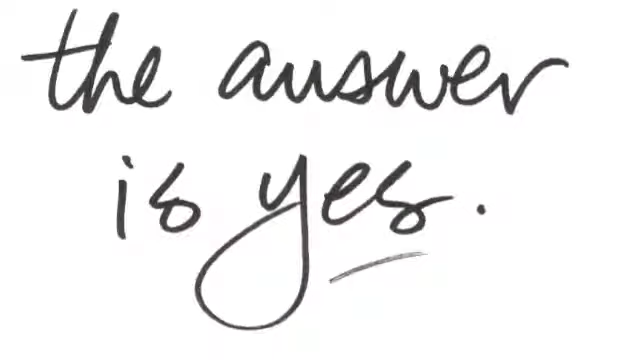 the answer
is yes.